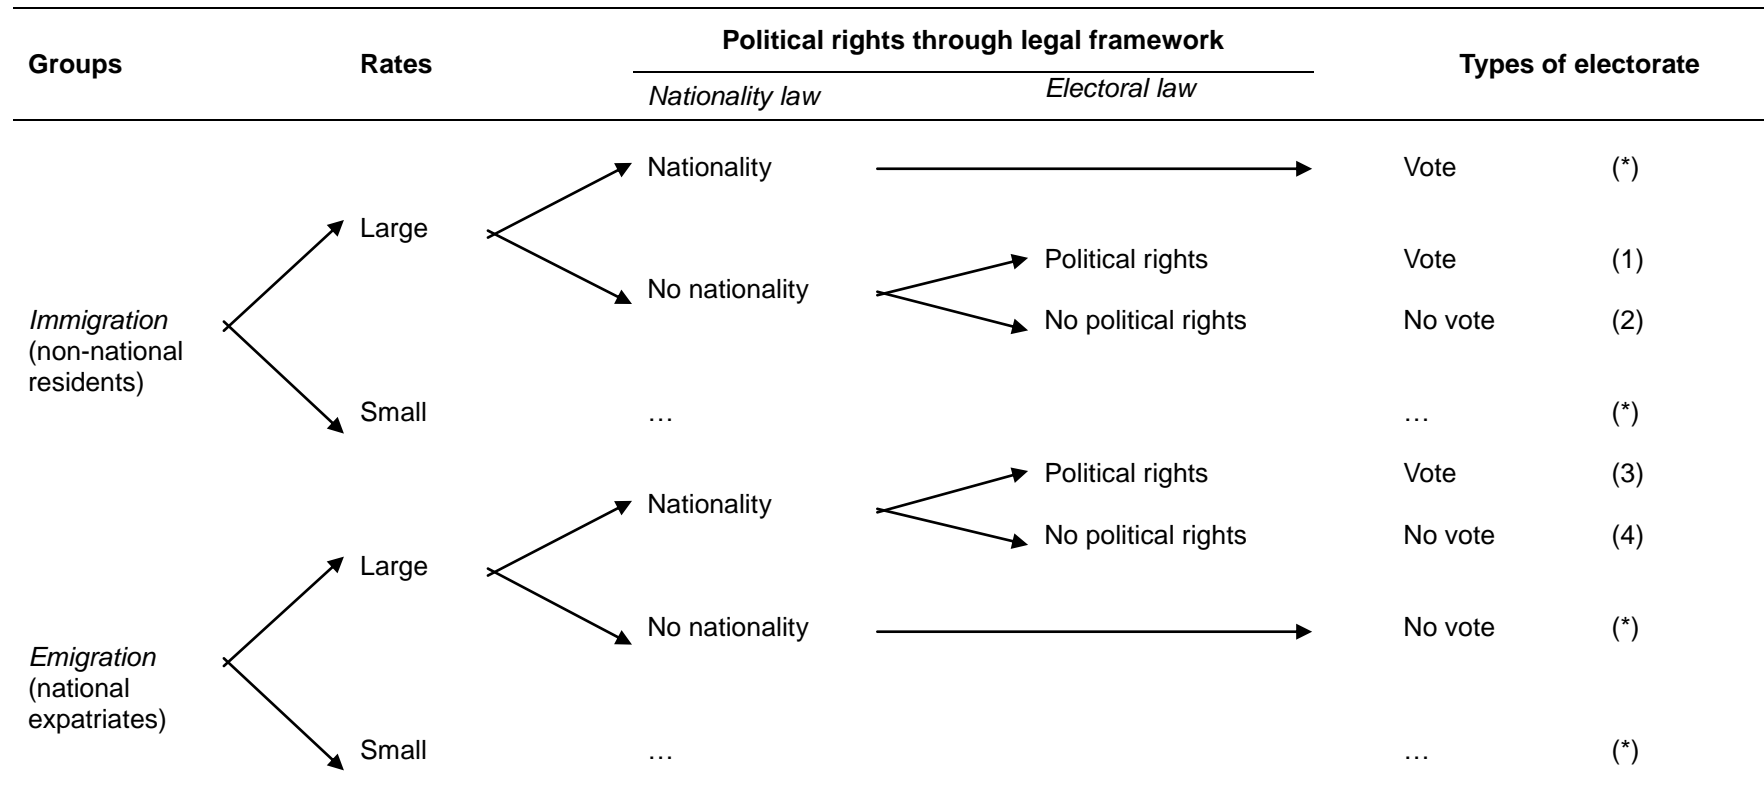 Groups
Rates
Political rights through legal framework
Types of electorate
Nationality law
Electoral law
Nationality
Vote (*)
Large
Political rights
Vote (1)
No nationality
No political rights
No vote (2)
Immigration
(non-national
residents)
Small
…
… (*)
Political rights
Vote (3)
Nationality
No political rights
No vote (4)
Large
No nationality
No vote (*)
Emigration
(national
expatriates)
Small
…
… (*)